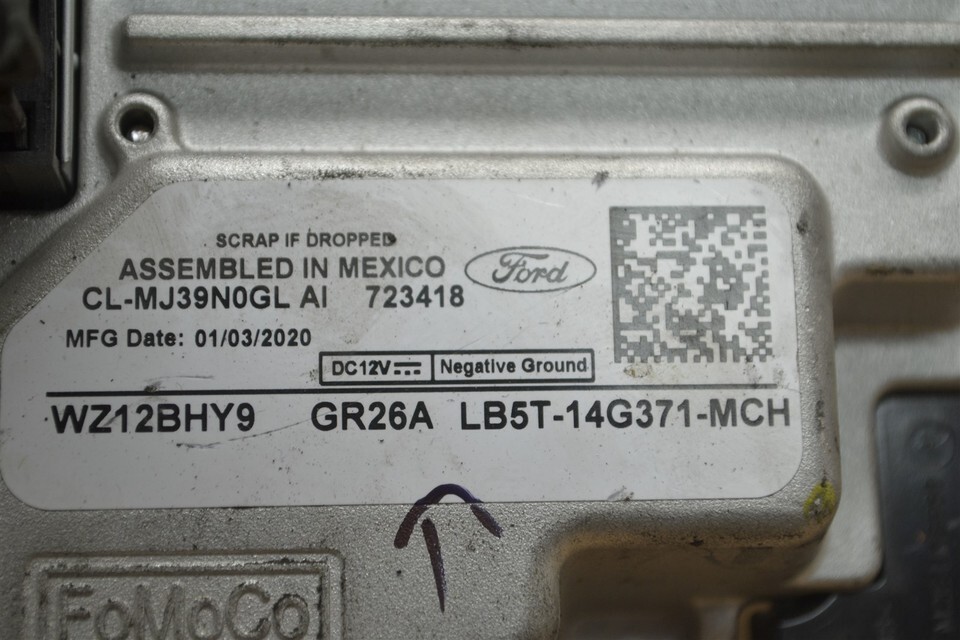 SCRAP IF DROPPED
ASSEMBLED IN MEXICO
Ford
CL-MJ39N0GL AI 723418
MFG Date: 01/03/2020
DC12V Negative Ground
WZ12BHY9 GR26A LB5T-14G371-MCH
FoMoCo